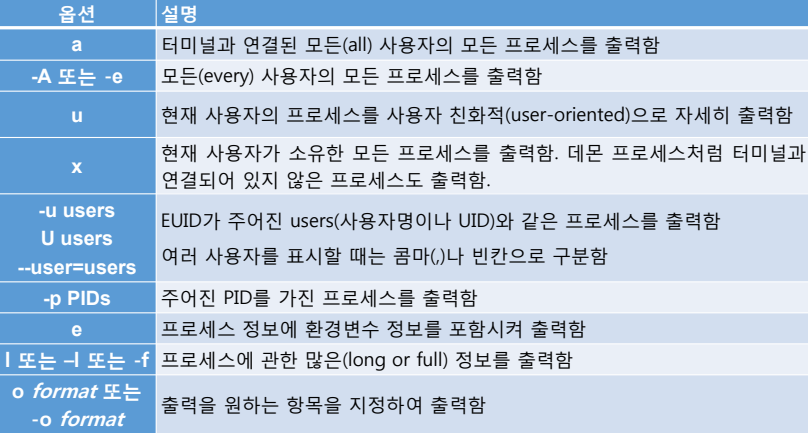 옵션 설명
a 터미널과 연결된 모든(all) 사용자의 모든 프로세스를 출력함
-A 또는 -e 모든(every) 사용자의 모든 프로세스를 출력함
u 현재 사용자의 프로세스를 사용자 친화적(user-oriented)으로 자세히 출력함
x 현재 사용자가 소유한 모든 프로세스를 출력함. 데몬 프로세스처럼 터미널과
연결되어 있지 않은 프로세스도 출력함.
-u users
U users
--user=users
EUID가 주어진 users(사용자명이나 UID)와 같은 프로세스를 출력함
여러 사용자를 표시할 때는 콤마(,)나 빈칸으로 구분함
-p PIDs 주어진 PID를 가진 프로세스를 출력함
e 프로세스 정보에 환경변수 정보를 포함시켜 출력함
l 또는 –l 또는 -f 프로세스에 관한 많은(long or full) 정보를 출력함
o format 또는
-o format
출력을 원하는 항목을 지정하여 출력함